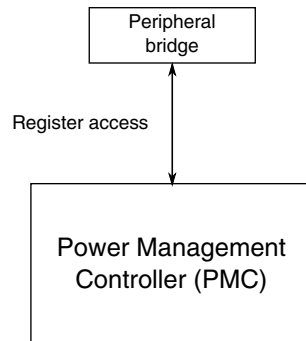 Peripheral
bridge
Register access
Power Management
Controller (PMC)